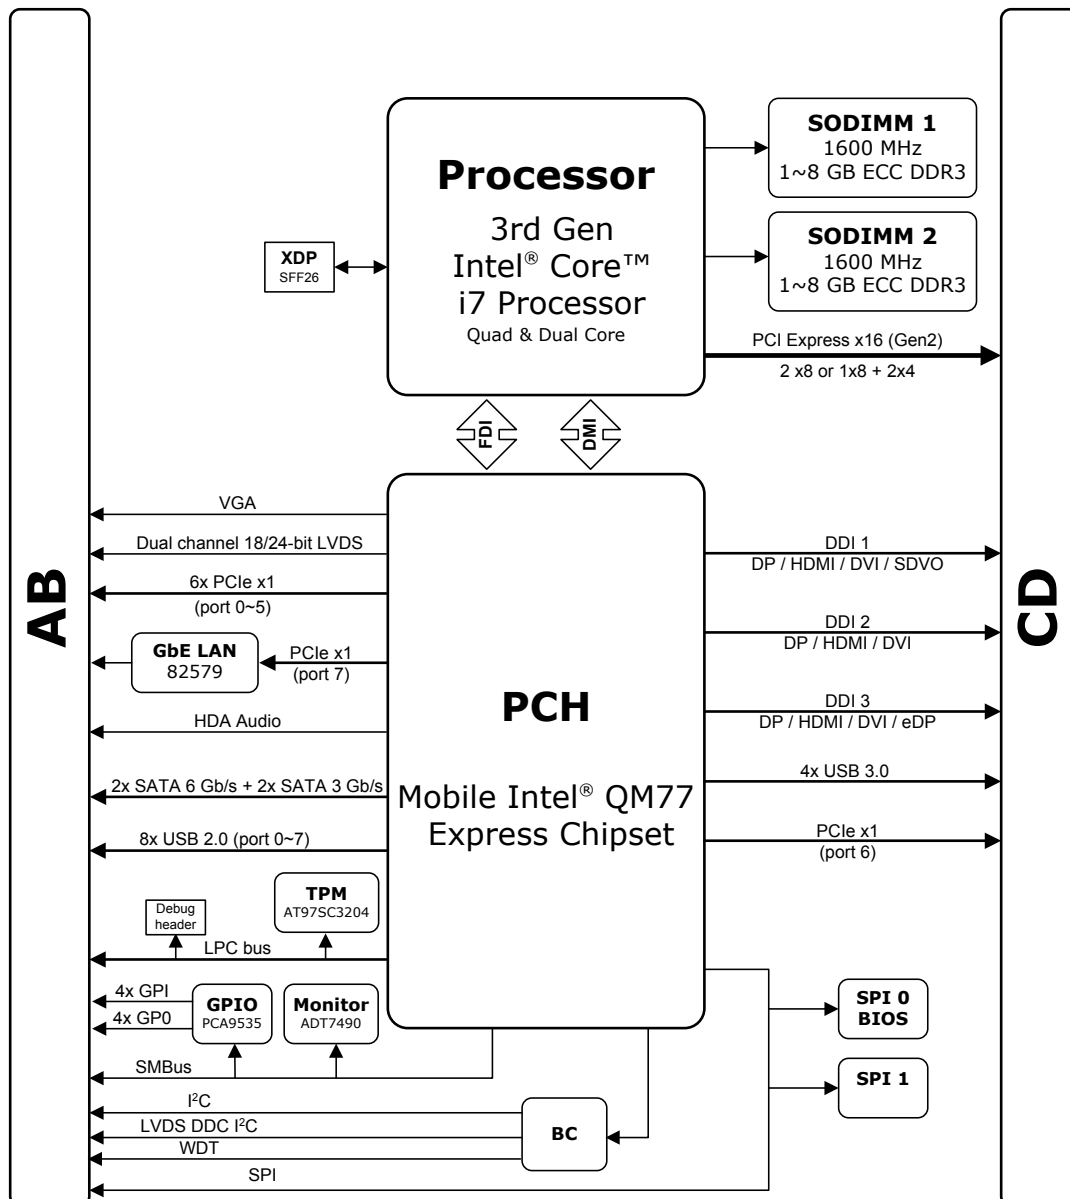 AB
CD
Processor
3rd Gen
Intel® Core™
i7 Processor
Quad & Dual Core
SODIMM 1
1600 MHz
1~8 GB ECC DDR3
SODIMM 2
1600 MHz
1~8 GB ECC DDR3
XDP
SFF26
PCI Express x16 (Gen2)
2 x8 or 1x8 + 2x4
FDI
DMI
PCH
Mobile Intel® QM77
Express Chipset
VGA
Dual channel 18/24-bit LVDS
6x PCIe x1
(port 0~5)
GbE LAN
82579
PCIe x1
(port 7)
HDA Audio
2x SATA 6 Gb/s + 2x SATA 3 Gb/s
8x USB 2.0 (port 0~7)
TPM
AT97SC3204
Debug
header
LPC bus
4x GPI
4x GP0
GPIO
PCA9535
Monitor
ADT7490
SMBus
I²C
LVDS DDC I²C
WDT
SPI
BC
DDI 1
DP / HDMI / DVI / SDVO
DDI 2
DP / HDMI / DVI
DDI 3
DP / HDMI / DVI / eDP
4x USB 3.0
PCIe x1
(port 6)
SPI 0
BIOS
SPI 1